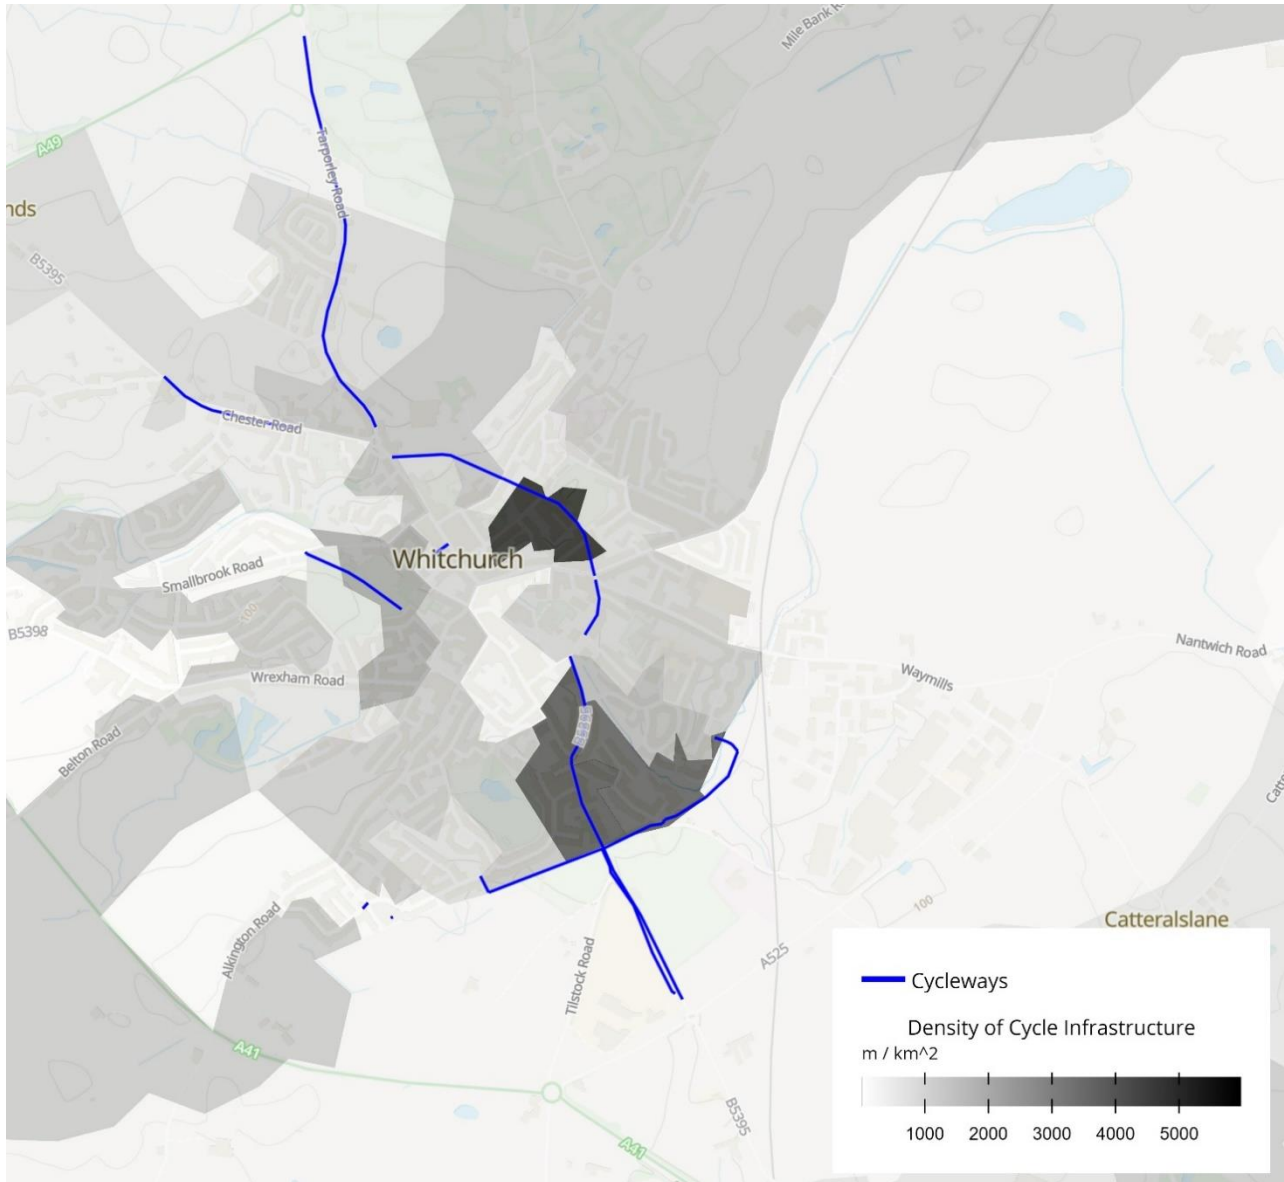 Mile Bank R
A49
Tarporley Road
nds
B5395
Chester Road
Whitchurch
Smallbrook Road
100
B5398
Nantwich Road
Wrexham Road
Waymills
Belton Road
Catte
100
Catteralslane
Alkington Road
Tilstock Road
A525
A41
B5395
A41
Cycleways
Density of Cycle Infrastructure
m / km^2
1000 2000 3000 4000 5000